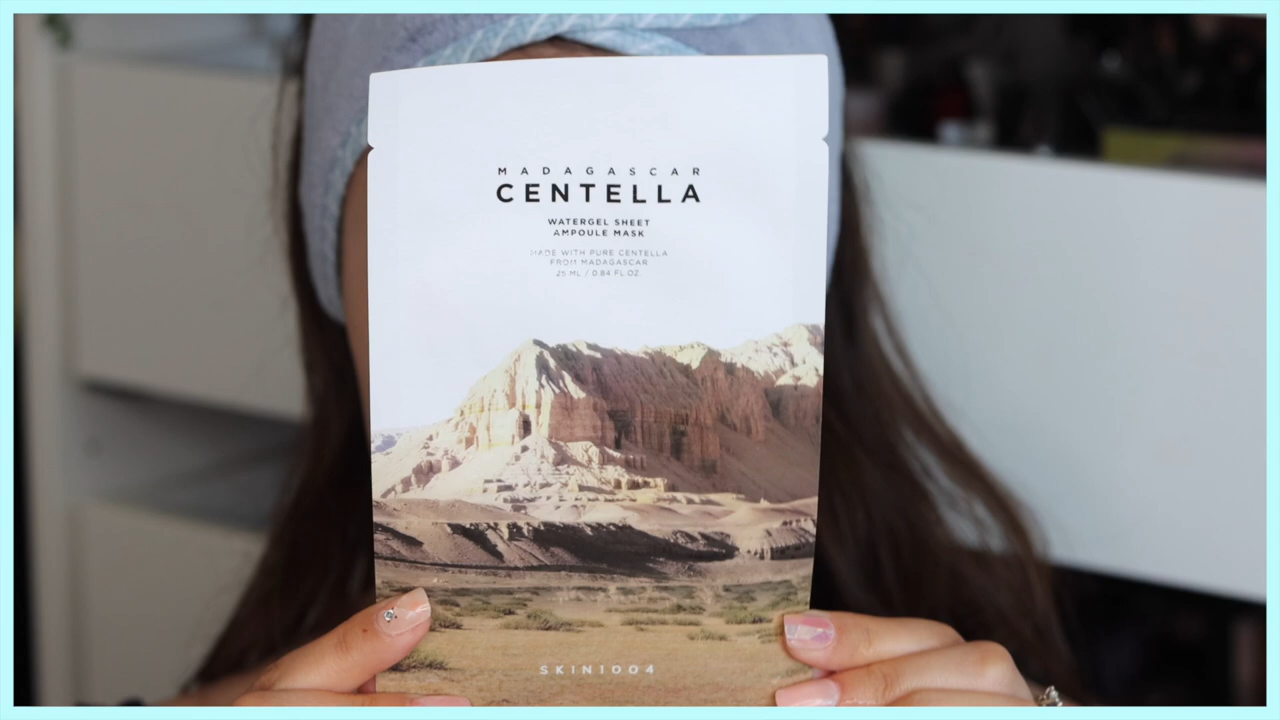 MADAGASCAR
CENTELLA
WATERGEL SHEET
AMPOULE MASK
MADE WITH PURE CENTELLA
FROM MADAGASCAR
25 ML / 0.84 FL.OZ.
SKIN1004